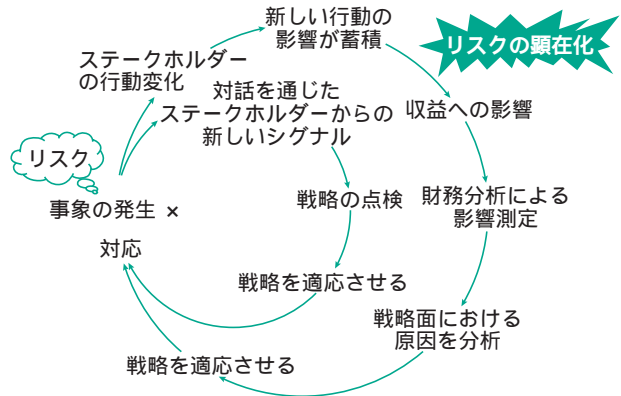 新しい行動の
影響が蓄積
リスクの顕在化
ステークホルダー
の行動変化
対話を通じた
ステークホルダーからの
新しいシグナル
収益への影響
リスク
事象の発生 ×
対応
戦略の点検
財務分析による
影響測定
戦略を適応させる
戦略面における
原因を分析
戦略を適応させる